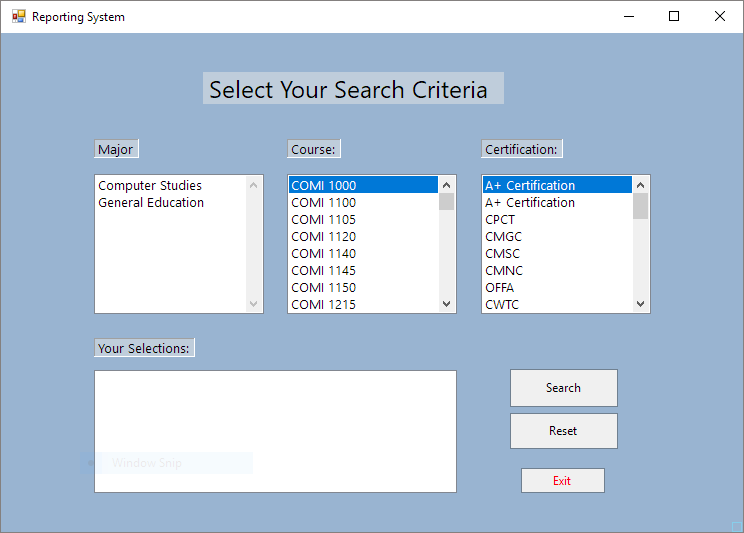 Reporting System
Select Your Search Criteria
Major
Course:
Certification:
Computer Studies
General Education
COMI 1000
COMI 1100
COMI 1105
COMI 1120
COMI 1140
COMI 1145
COMI 1150
COMI 1215
A+ Certification
A+ Certification
CPCT
CMGC
CMSC
CMNC
OFFA
CWTC
Your Selections:
Window Snip
Search
Reset
Exit